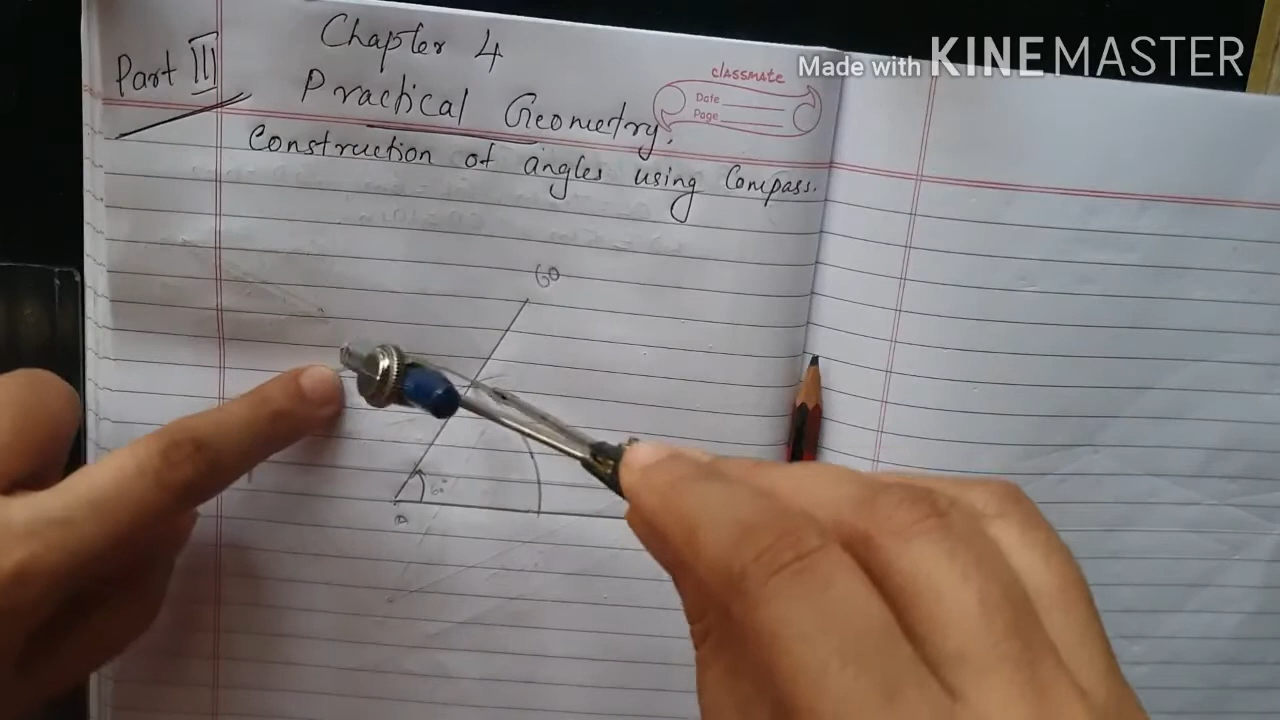 Made with KINEMASTER
Chapter 4
Part III
Practical Geometry.
classmate
Date
Page
Construction of angles using Compass.
60
60°